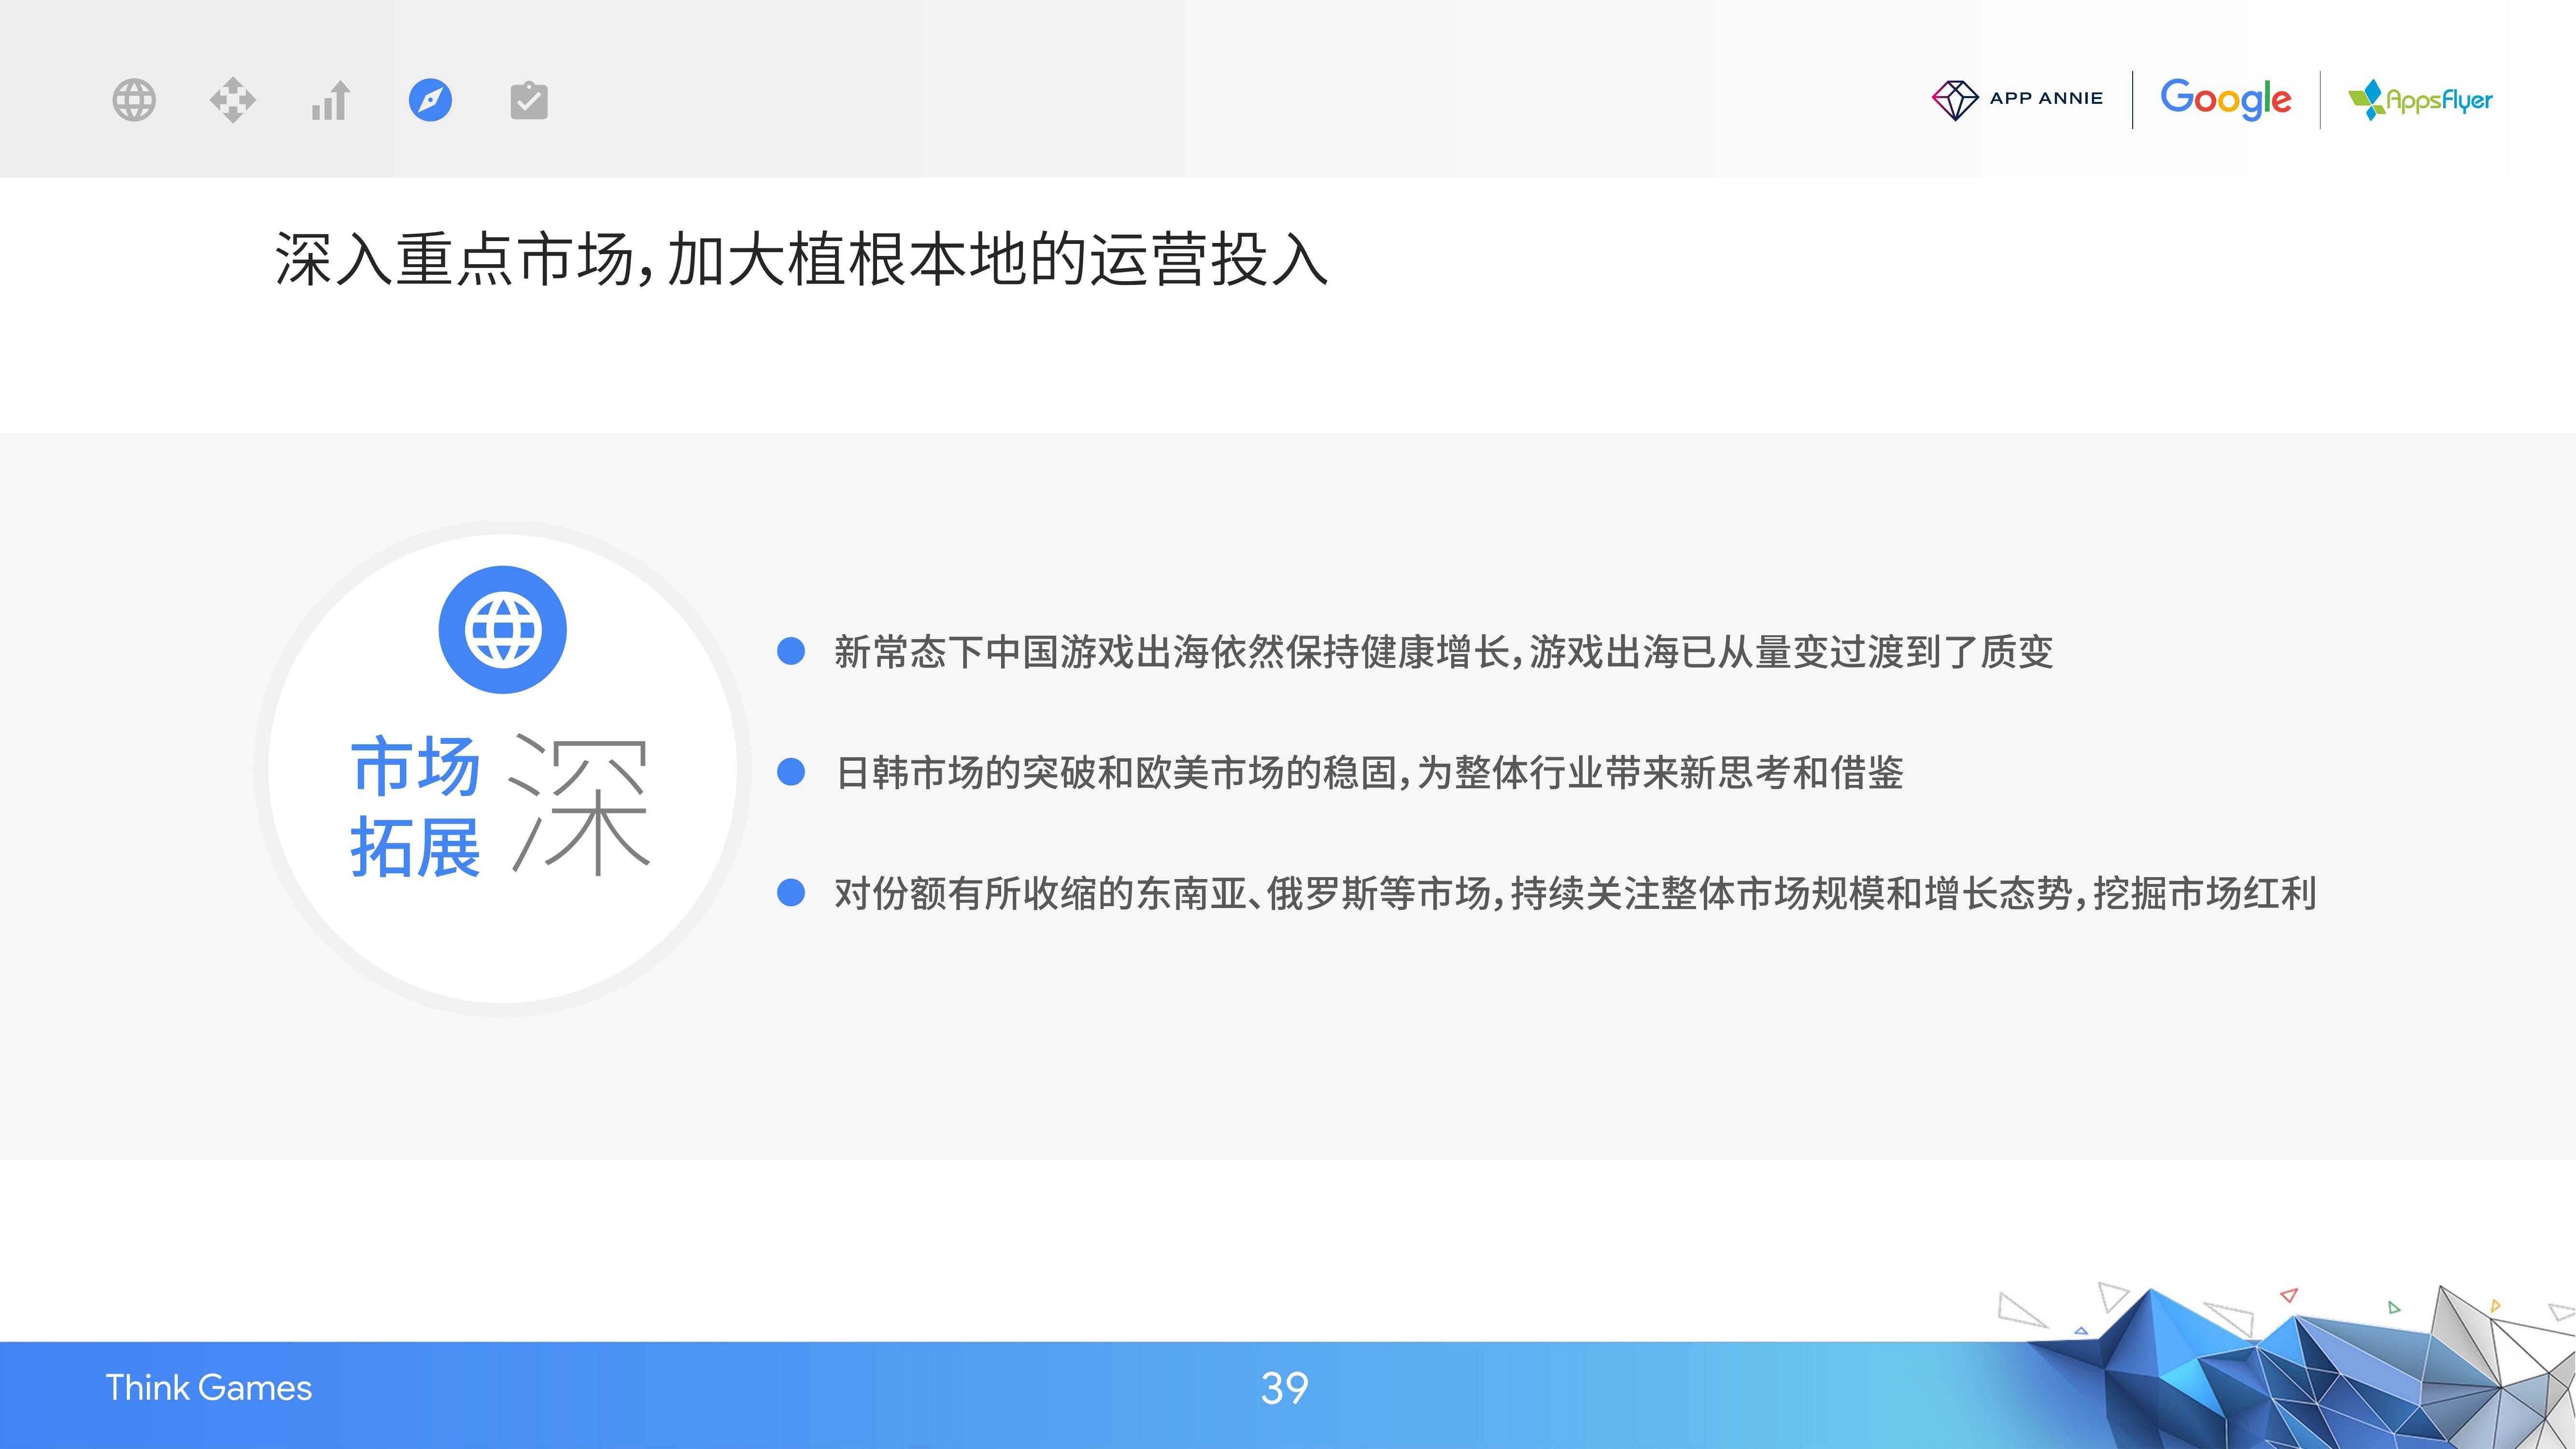 APP ANNIE
Google
AppsFlyer
深入重点市场，加大植根本地的运营投入
市场
拓展
深
新常态下中国游戏出海依然保持健康增长，游戏出海已从量变过渡到了质变
日韩市场的突破和欧美市场的稳固，为整体行业带来新思考和借鉴
对份额有所收缩的东南亚、俄罗斯等市场，持续关注整体市场规模和增长态势，挖掘市场红利
Think Games
39